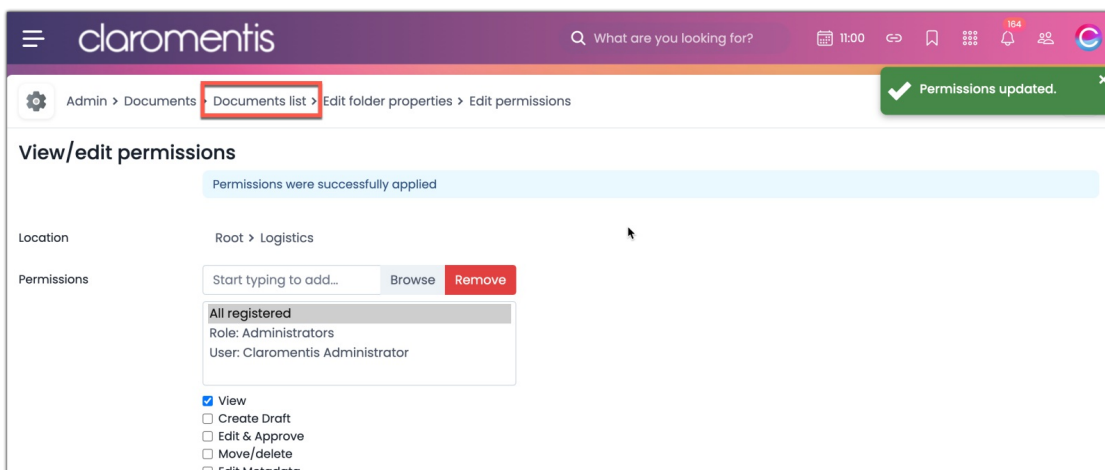 claromentis
What are you looking for?
11:00
164
Admin > Documents > Documents list > Edit folder properties > Edit permissions
Permissions updated.
View/edit permissions
Permissions were successfully applied
Location
Root > Logistics
Permissions
Start typing to add...
Browse
Remove
All registered
Role: Administrators
User: Claromentis Administrator
View
Create Draft
Edit & Approve
Move/delete
Edit Metadata